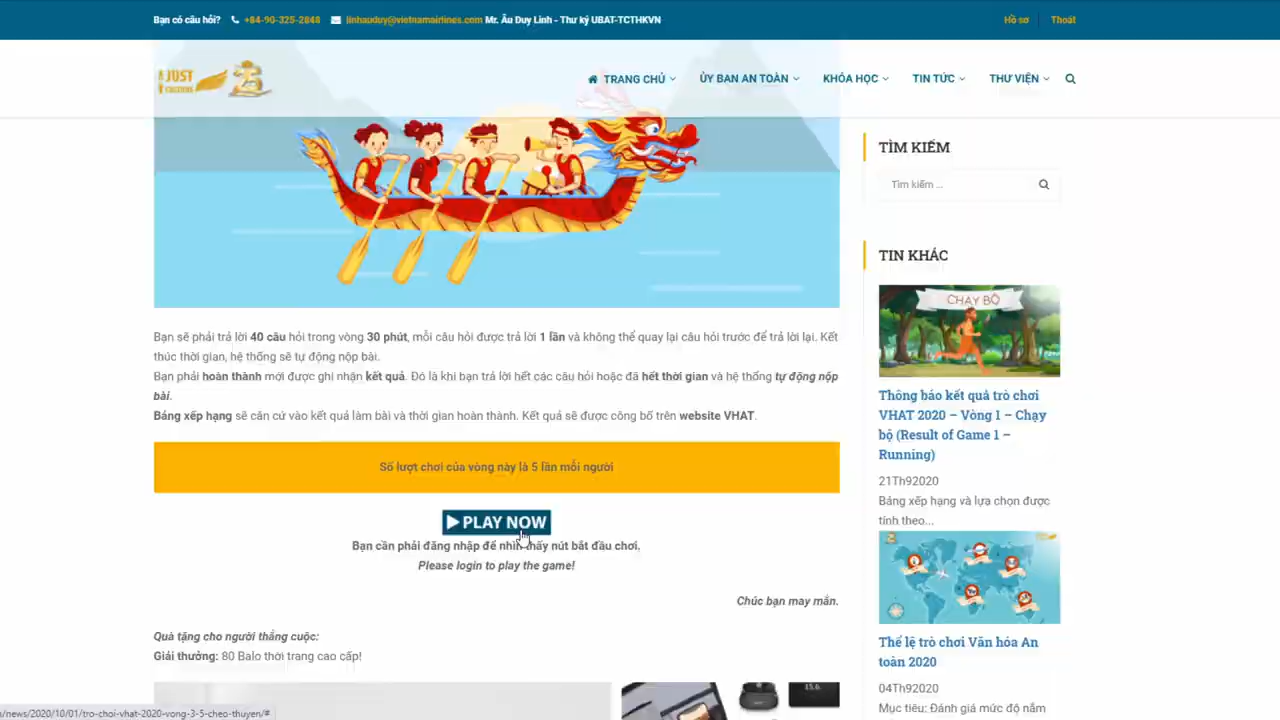 Bạn có câu hỏi? +84-90-325-2848 linhauduy@vietnamairlines.com Mr. Âu Duy Linh - Thư ký UBAT-TCTHKVN
Hồ sơ
Thoát
JUST
CULTURE
25
TRANG CHỦ
ỦY BAN AN TOÀN
KHÓA HỌC
TIN TỨC
THƯ VIỆN
Bạn sẽ phải trả lời 40 câu hỏi trong vòng 30 phút, mỗi câu hỏi được trả lời 1 lần và không thể quay lại câu hỏi trước để trả lời lại. Kết
thúc thời gian, hệ thống sẽ tự động nộp bài.
Bạn phải hoàn thành mới được ghi nhận kết quả. Đó là khi bạn trả lời hết các câu hỏi hoặc đã hết thời gian và hệ thống tự động nộp
bài.
Bảng xếp hạng sẽ căn cứ vào kết quả làm bài và thời gian hoàn thành. Kết quả sẽ được công bố trên website VHAT.
Số lượt chơi của vòng này là 5 lần mỗi người
PLAY NOW
Bạn cần phải đăng nhập để nhìn thấy nút bắt đầu chơi.
Please login to play the game!
Chúc bạn may mắn.
Quà tặng cho người thắng cuộc:
Giải thưởng: 80 Balo thời trang cao cấp!
15.6
TÌM KIẾM
Tìm kiếm ...
TIN KHÁC
CHẠY BỘ
Thông báo kết quả trò chơi
VHAT 2020 – Vòng 1 – Chạy
bộ (Result of Game 1 –
Running)
21Th92020
Bảng xếp hạng và lựa chọn được
tính theo...
Thể lệ trò chơi Văn hóa An
toàn 2020
04Th92020
Mục tiêu: Đánh giá mức độ nắm
/news/2020/10/01/tro-choi-vhat-2020-vong-3-5-cheo-thuyen/#